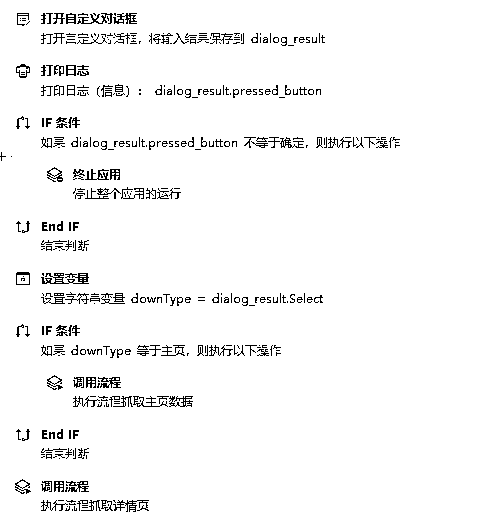 打开自定义对话框
打开自定义对话框，将输入结果保存到 dialog_result
打印日志
打印日志（信息）： dialog_result.pressed_button
IF 条件
如果 dialog_result.pressed_button 不等于确定，则执行以下操作
终止应用
停止整个应用的运行
End IF
结束判断
设置变量
设置字符串变量 downType = dialog_result.Select
IF 条件
如果 downType 等于主页，则执行以下操作
调用流程
执行流程抓取主页数据
End IF
结束判断
调用流程
执行流程抓取详情页